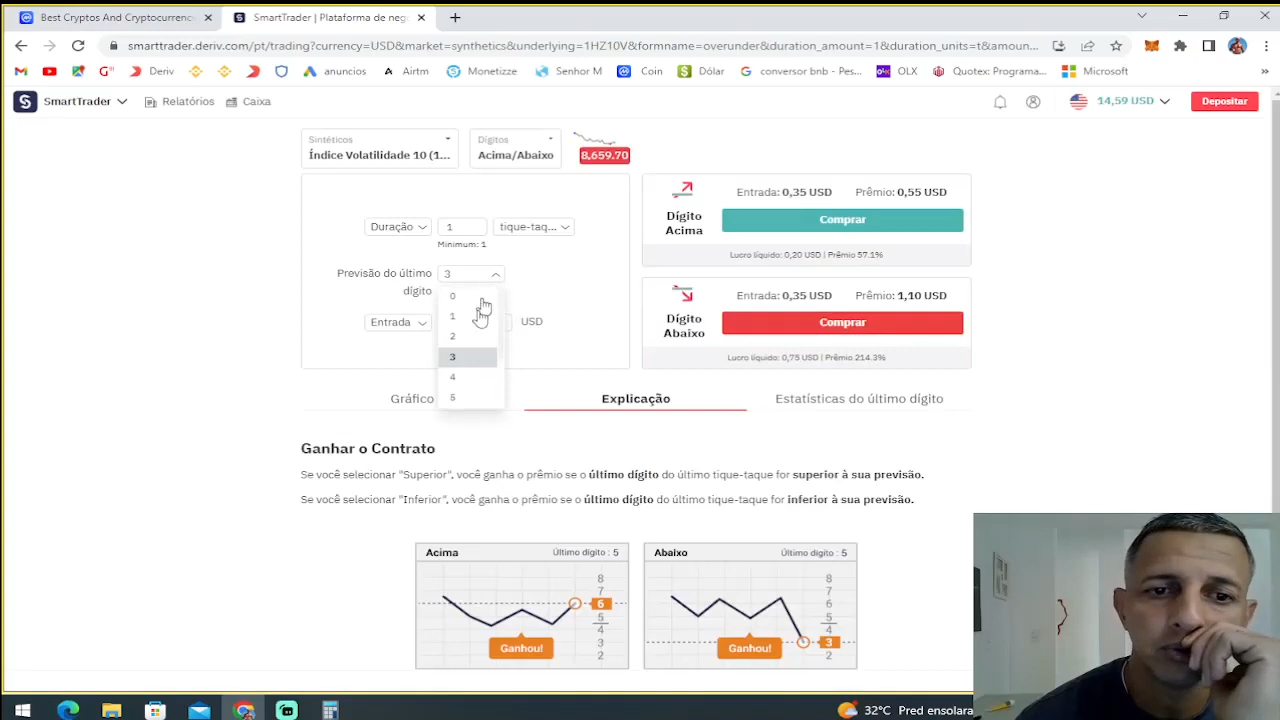 Best Cryptos And Cryptocurrenc
SmartTrader | Plataforma de neg
smarttrader.deriv.com/pt/trading?currency=USD&market=synthetics&underlying=1HZ10V&formname=overunder&duration_amount=1&duration_units=t&amoun...
Deriv
anuncios
Airtm
Monetizze
Senhor M
Coin
Dólar
conversor bnb - Pes...
OLX
Quotex: Programa...
Microsoft
SmartTrader
Relatórios
Caixa
14,59 USD
Depositar
Sintéticos
Índice Volatilidade 10 (1...
Dígitos
Acima/Abaixo
8,659.70
Duração
1
tique-taq...
Minimum: 1
Previsão do último
dígito
3
0
1
2
3
4
5
Entrada
USD
Dígito
Acima
Entrada: 0,35 USD
Prêmio: 0,55 USD
Comprar
Lucro líquido: 0,20 USD | Prêmio 57.1%
Dígito
Abaixo
Entrada: 0,35 USD
Prêmio: 1,10 USD
Comprar
Lucro líquido: 0,75 USD | Prêmio 214.3%
Gráfico
Explicação
Estatísticas do último dígito
Ganhar o Contrato
Se você selecionar "Superior", você ganha o prêmio se o último dígito do último tique-taque for superior à sua previsão.
Se você selecionar "Inferior", você ganha o prêmio se o último dígito do último tique-taque for inferior à sua previsão.
Acima
Último dígito : 5
8
7
6
5
4
3
2
Ganhou!
Abaixo
Último dígito : 5
8
7
6
5
4
3
2
Ganhou!
32°C Pred ensolara